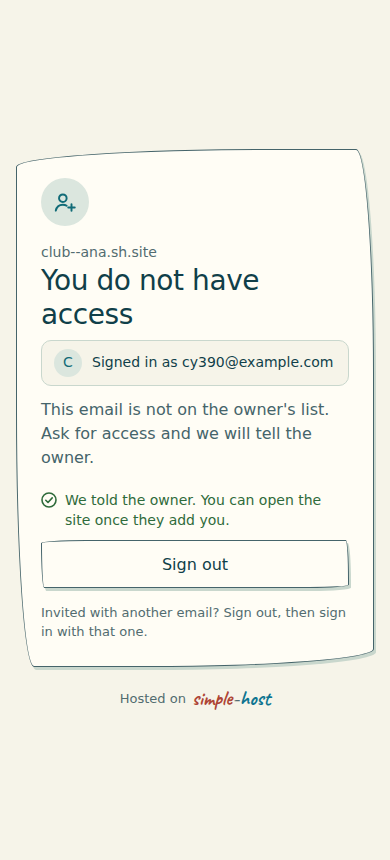 club--ana.sh.site
You do not have
access
C
Signed in as cy390@example.com
This email is not on the owner's list.
Ask for access and we will tell the
owner.
We told the owner. You can open the
site once they add you.
Sign out
Invited with another email? Sign out, then sign
in with that one.
Hosted on simple-host